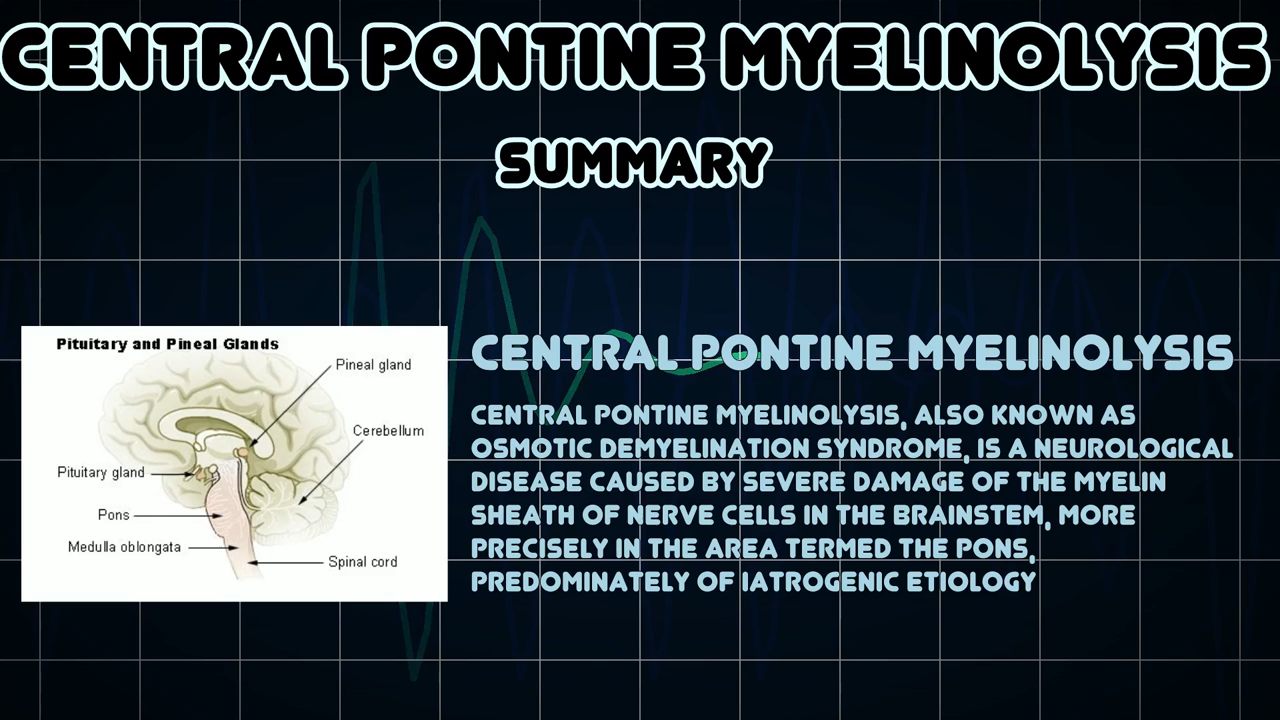 CENTRAL PONTINE MYELINOLYSIS
SUMMARY
Pituitary and Pineal Glands
Pineal gland
Cerebellum
Pituitary gland
Pons
Medulla oblongata
Spinal cord
CENTRAL PONTINE MYELINOLYSIS
CENTRAL PONTINE MYELINOLYSIS, ALSO KNOWN AS
OSMOTIC DEMYELINATION SYNDROME, IS A NEUROLOGICAL
DISEASE CAUSED BY SEVERE DAMAGE OF THE MYELIN
SHEATH OF NERVE CELLS IN THE BRAINSTEM, MORE
PRECISELY IN THE AREA TERMED THE PONS,
PREDOMINATELY OF IATROGENIC ETIOLOGY